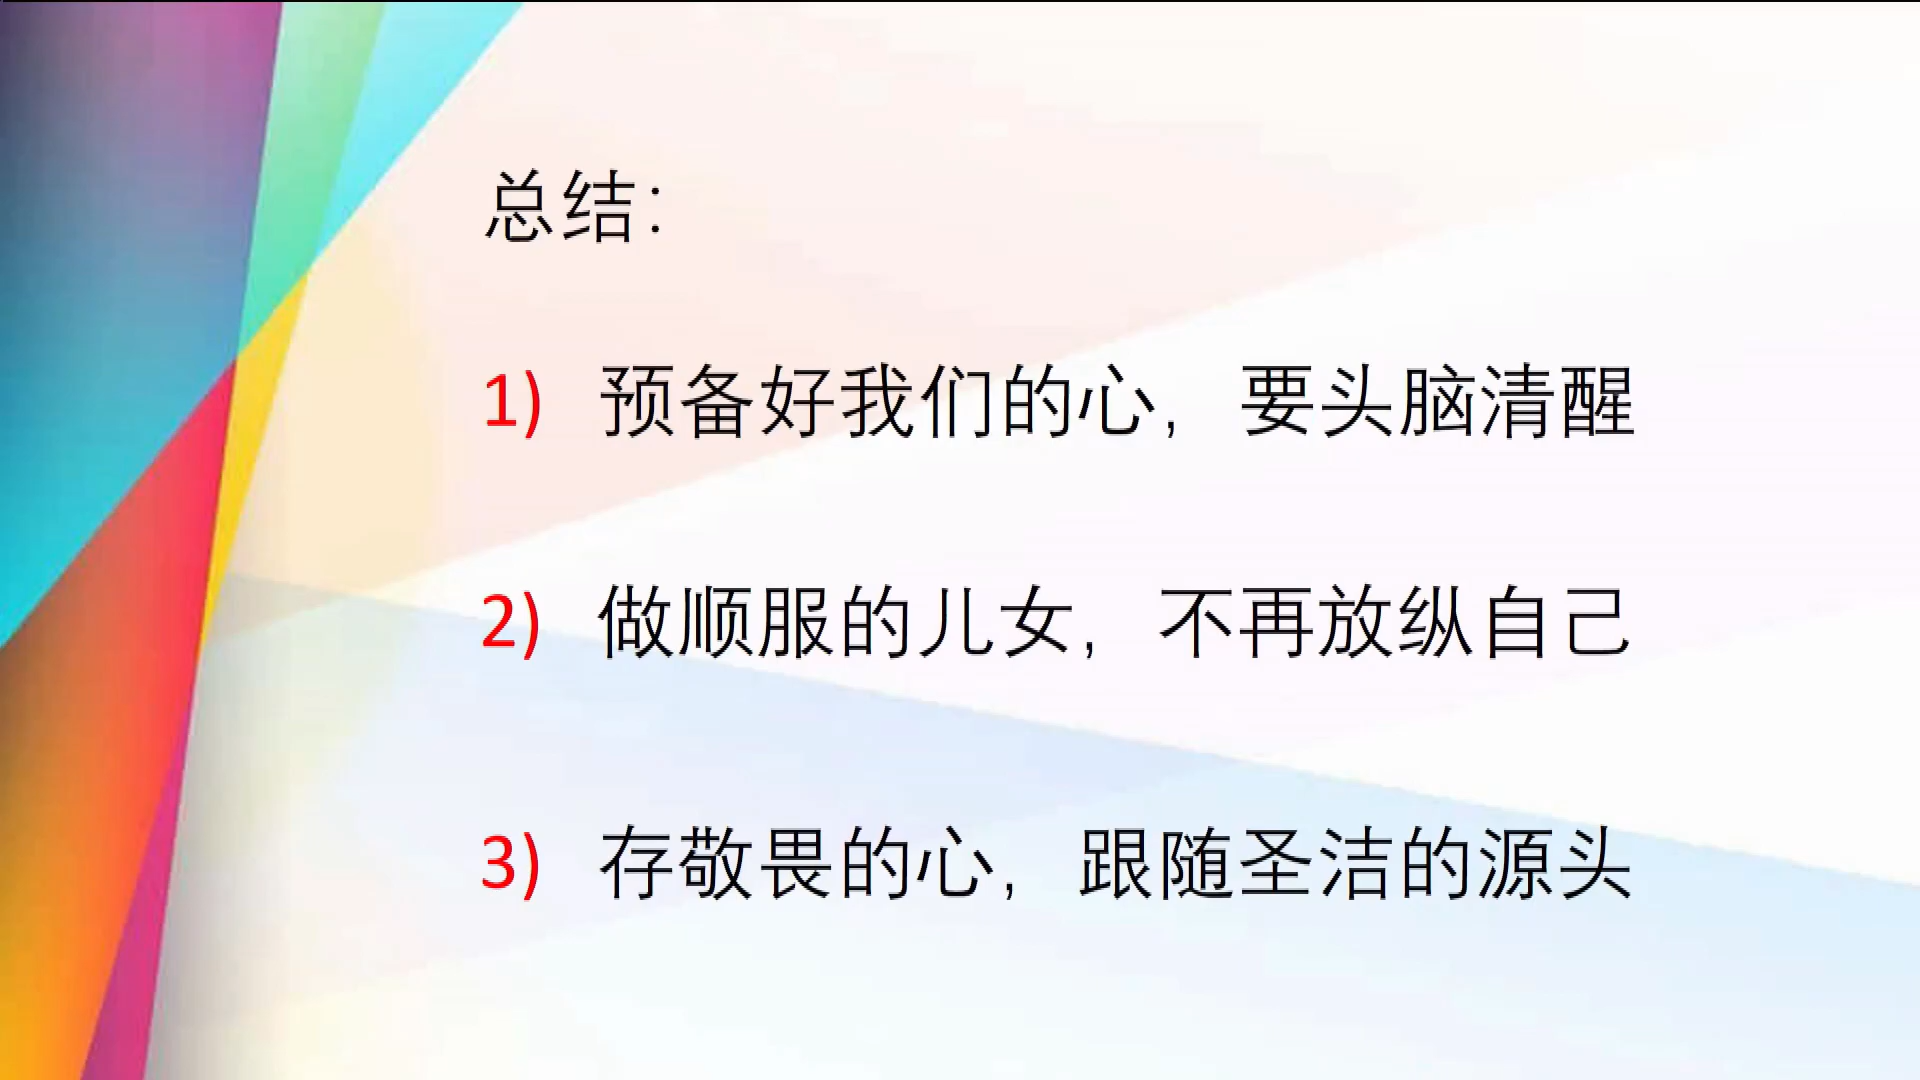 总结：
1) 预备好我们的心，要头脑清醒
2) 做顺服的儿女，不再放纵自己
3) 存敬畏的心，跟随圣洁的源头